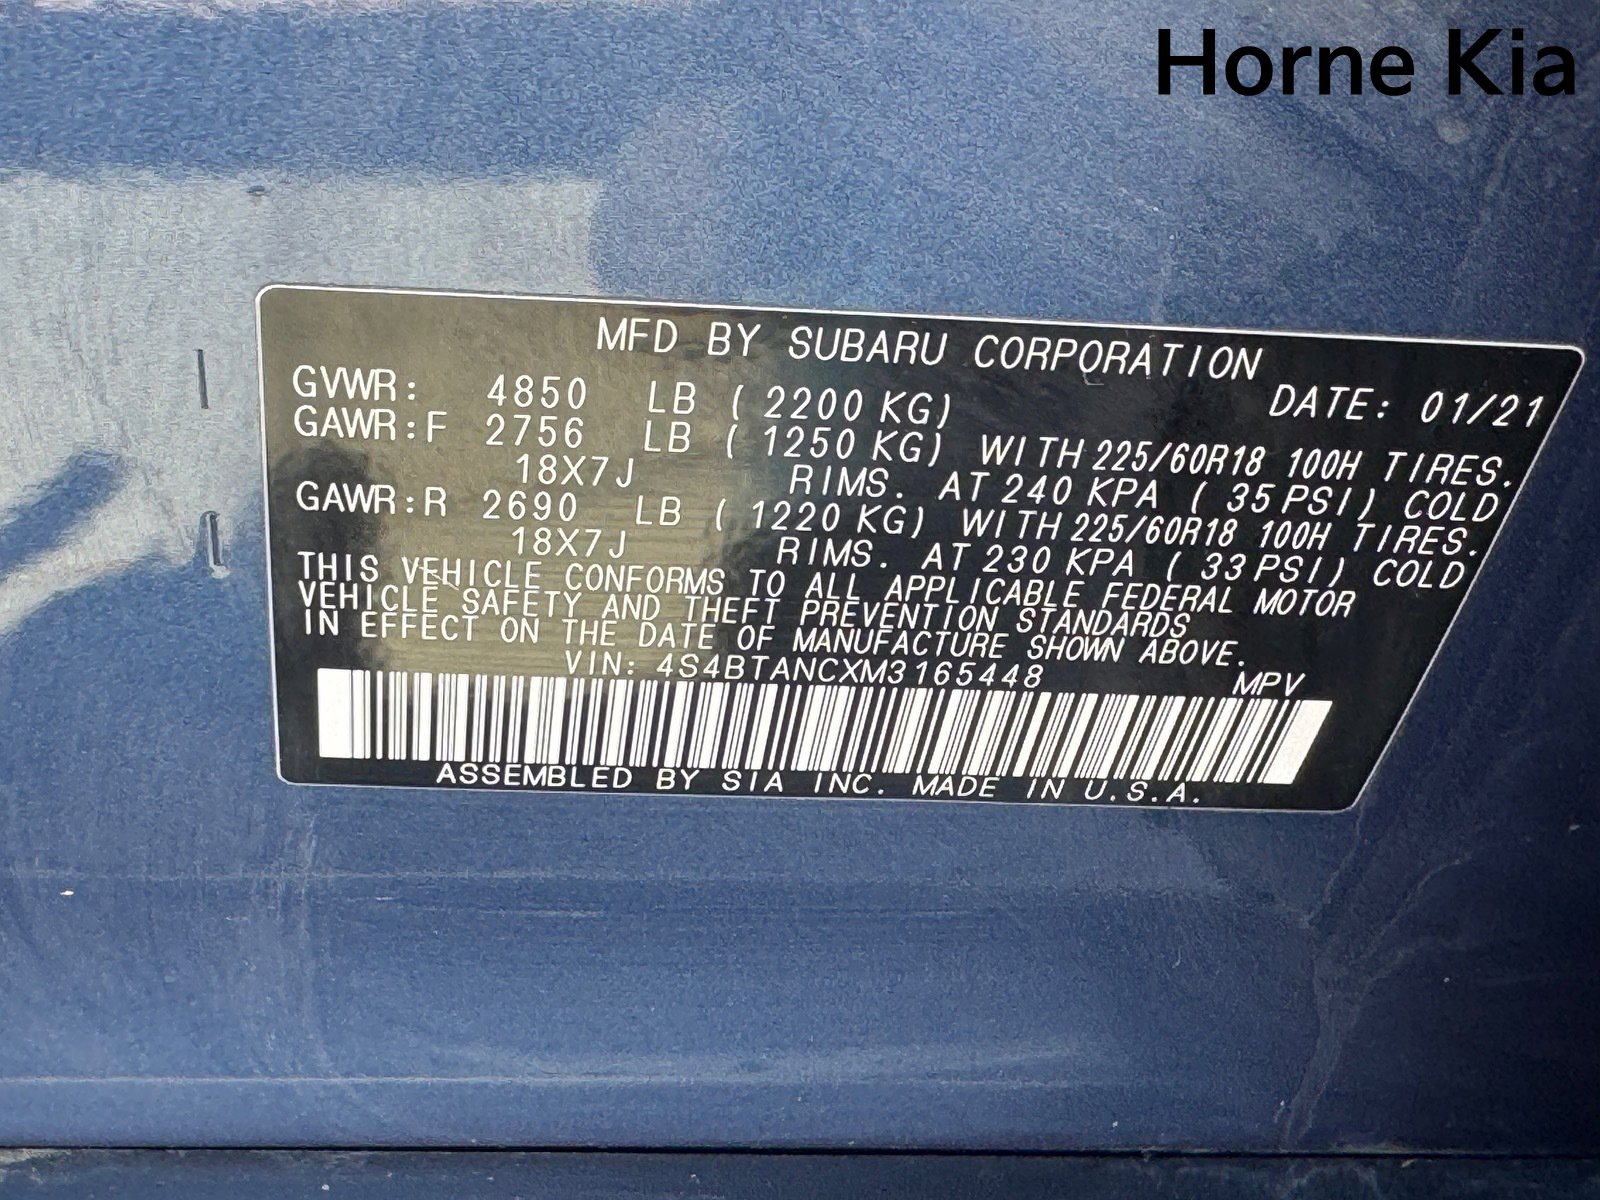 Horne Kia
MFD BY SUBARU CORPORATION
GVWR: 4850 LB ( 2200 KG) DATE: 01/21
GAWR:F 2756 LB ( 1250 KG) WITH 225/60R18 100H TIRES.
18X7J RIMS. AT 240 KPA ( 35 PSI) COLD
GAWR:R 2690 LB ( 1220 KG) WITH 225/60R18 100H TIRES.
18X7J RIMS. AT 230 KPA ( 33 PSI) COLD
THIS VEHICLE CONFORMS TO ALL APPLICABLE FEDERAL MOTOR
VEHICLE SAFETY AND THEFT PREVENTION STANDARDS
IN EFFECT ON THE DATE OF MANUFACTURE SHOWN ABOVE.
VIN: 4S4BTANCXM3165448 MPV
ASSEMBLED BY SIA INC. MADE IN U.S.A.